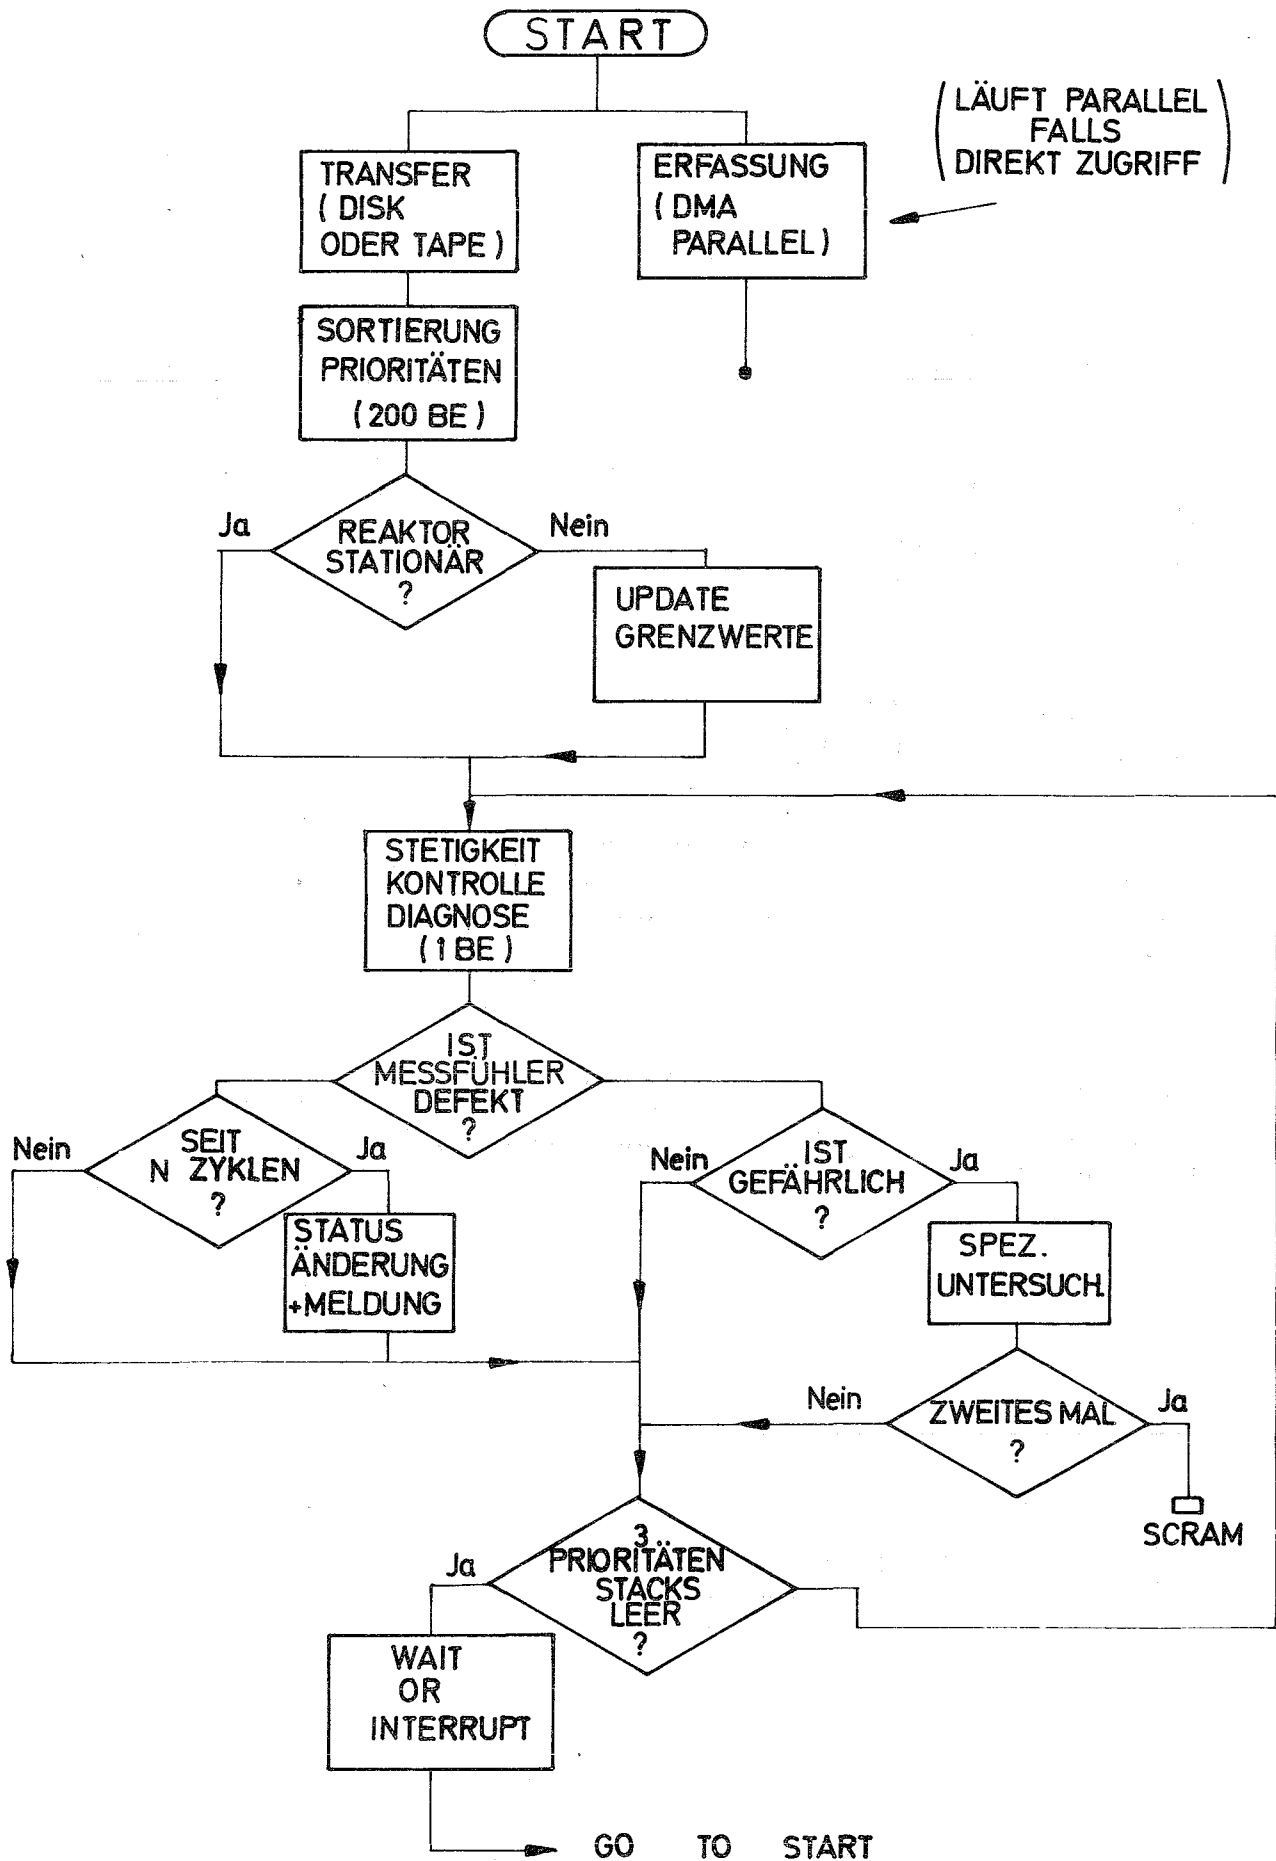 START
(LÄUFT PARALLEL
FALLS
DIREKT ZUGRIFF)
TRANSFER
(DISK
ODER TAPE)
ERFASSUNG
(DMA
PARALLEL)
SORTIERUNG
PRIORITÄTEN
(200 BE)
Ja
REAKTOR
STATIONÄR
?
Nein
UPDATE
GRENZWERTE
STETIGKEIT
KONTROLLE
DIAGNOSE
(1 BE)
IST
MESSFÜHLER
DEFEKT
?
Nein
SEIT
N ZYKLEN
?
Ja
STATUS
ÄNDERUNG
+MELDUNG
Nein
IST
GEFÄHRLICH
?
Ja
SPEZ.
UNTERSUCH.
Nein
ZWEITES MAL
?
Ja
SCRAM
Ja
3
PRIORITÄTEN
STACKS
LEER
?
WAIT
OR
INTERRUPT
GO TO START